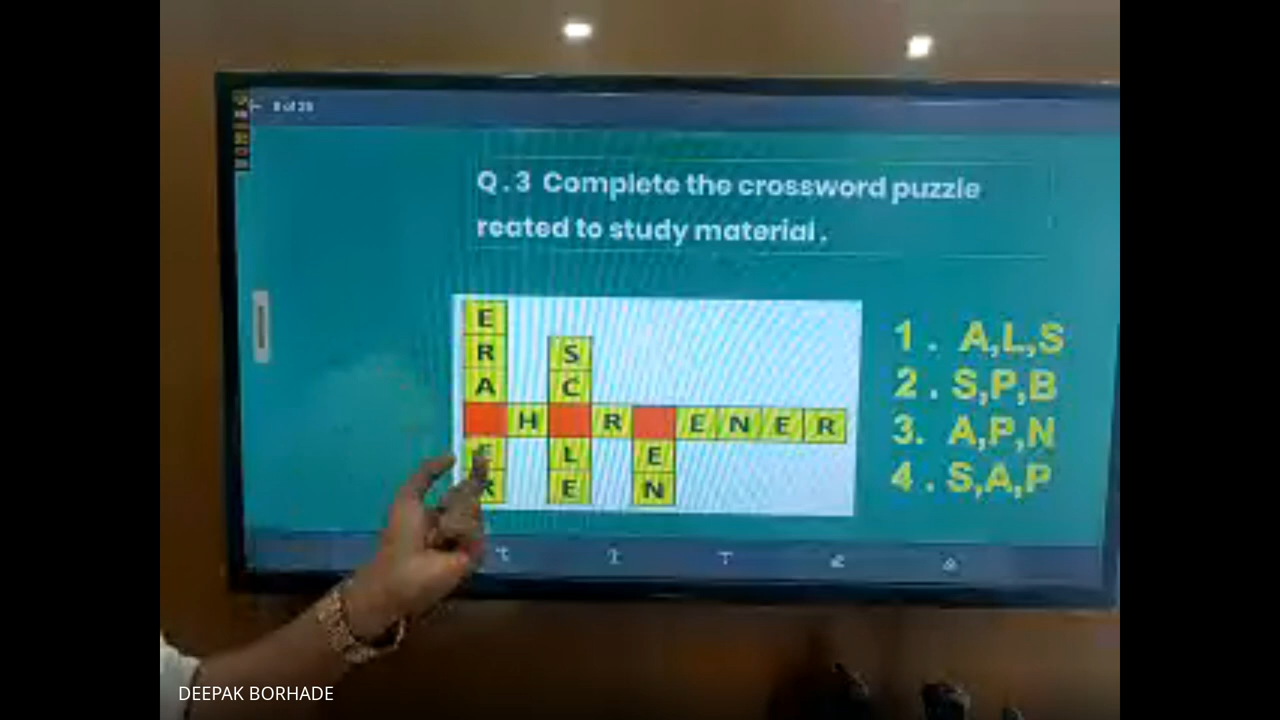 Q.3 Complete the crossword puzzle
reated to study material.
E
R S
A C
H R E N E R
E L E
R E N
1. A,L,S
2. S,P,B
3. A,P,N
4. S,A,P
DEEPAK BORHADE